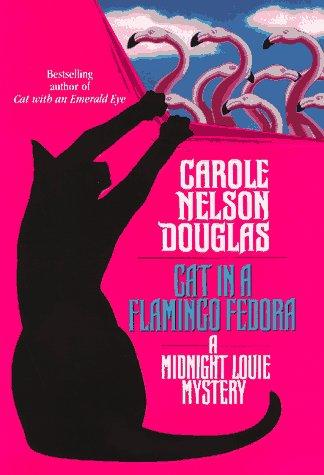 Bestselling
author of
Cat with an Emerald Eye
CAROLE
NELSON
DOUGLAS
CAT IN A
FLAMINGO FEDORA
A
MIDNIGHT LOUIE
MYSTERY